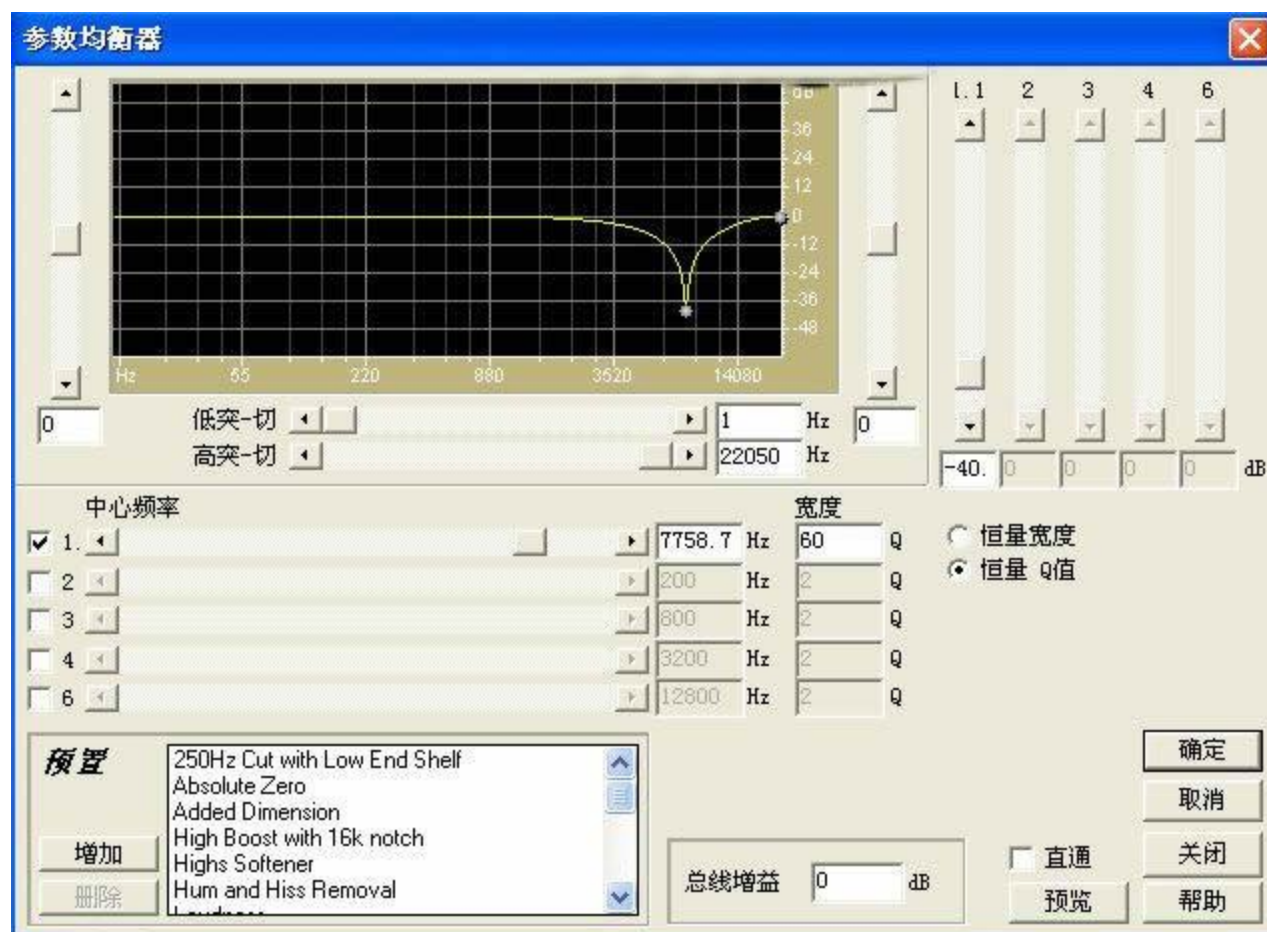 参数均衡器
dB
36
24
12
0
-12
-24
-36
-48
Hz 55 220 880 3520 14080
0
低突-切 1 Hz
高突-切 22050 Hz
0
1.1 2 3 4 6
-40. 0 0 0 0 dB
中心频率 宽度
1. 7758.7 Hz 60 Q
2 200 Hz 2 Q
3 800 Hz 2 Q
4 3200 Hz 2 Q
6 12800 Hz 2 Q
恒量宽度
恒量 Q值
预置
250Hz Cut with Low End Shelf
Absolute Zero
Added Dimension
High Boost with 16k notch
Highs Softener
Hum and Hiss Removal
增加
删除
总线增益 0 dB
直通
预览
确定
取消
关闭
帮助